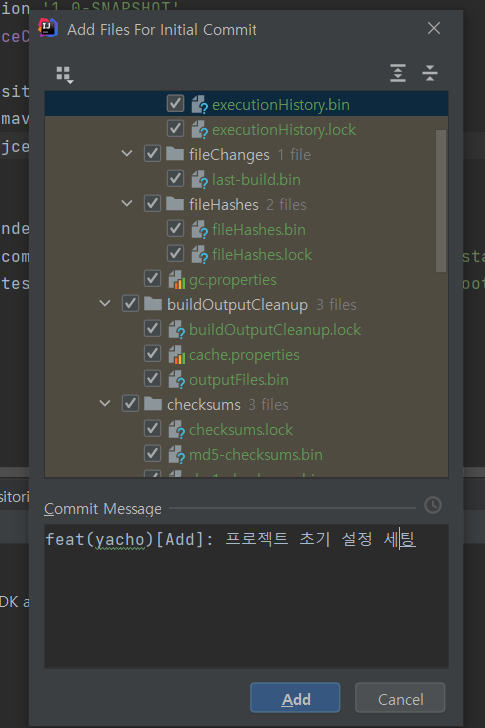 ion '1.0-SNAPSHOT'
Add Files For Initial Commit
ceC
sit
mav
jce
executionHistory.bin
executionHistory.lock
fileChanges 1 file
last-build.bin
fileHashes 2 files
nde
fileHashes.bin
com
fileHashes.lock
sta
tes
gc.properties
oot
buildOutputCleanup 3 files
buildOutputCleanup.lock
cache.properties
outputFiles.bin
checksums 3 files
checksums.lock
md5-checksums.bin
sitori
Commit Message
feat(yacho)[Add]: 프로젝트 초기 설정 세팅
DK a
Add
Cancel